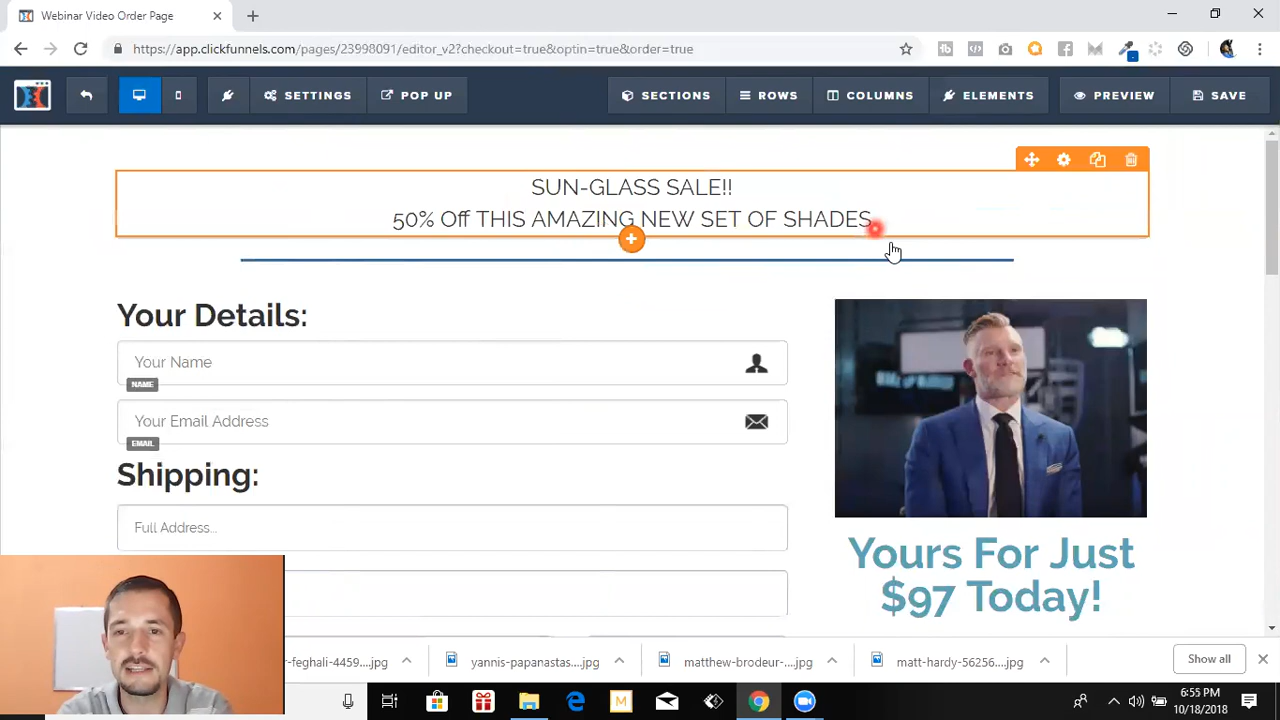 Webinar Video Order Page
https://app.clickfunnels.com/pages/23998091/editor_v2?checkout=true&optin=true&order=true
SETTINGS
POP UP
SECTIONS
ROWS
COLUMNS
ELEMENTS
PREVIEW
SAVE
SUN-GLASS SALE!!
50% Off THIS AMAZING NEW SET OF SHADES
Your Details:
Your Name
NAME
Your Email Address
EMAIL
Shipping:
Full Address...
Yours For Just
$97 Today!
r-feghali-4459....jpg
yannis-papanastas....jpg
matthew-brodeur-....jpg
matt-hardy-56256....jpg
Show all
6:55 PM
10/18/2018